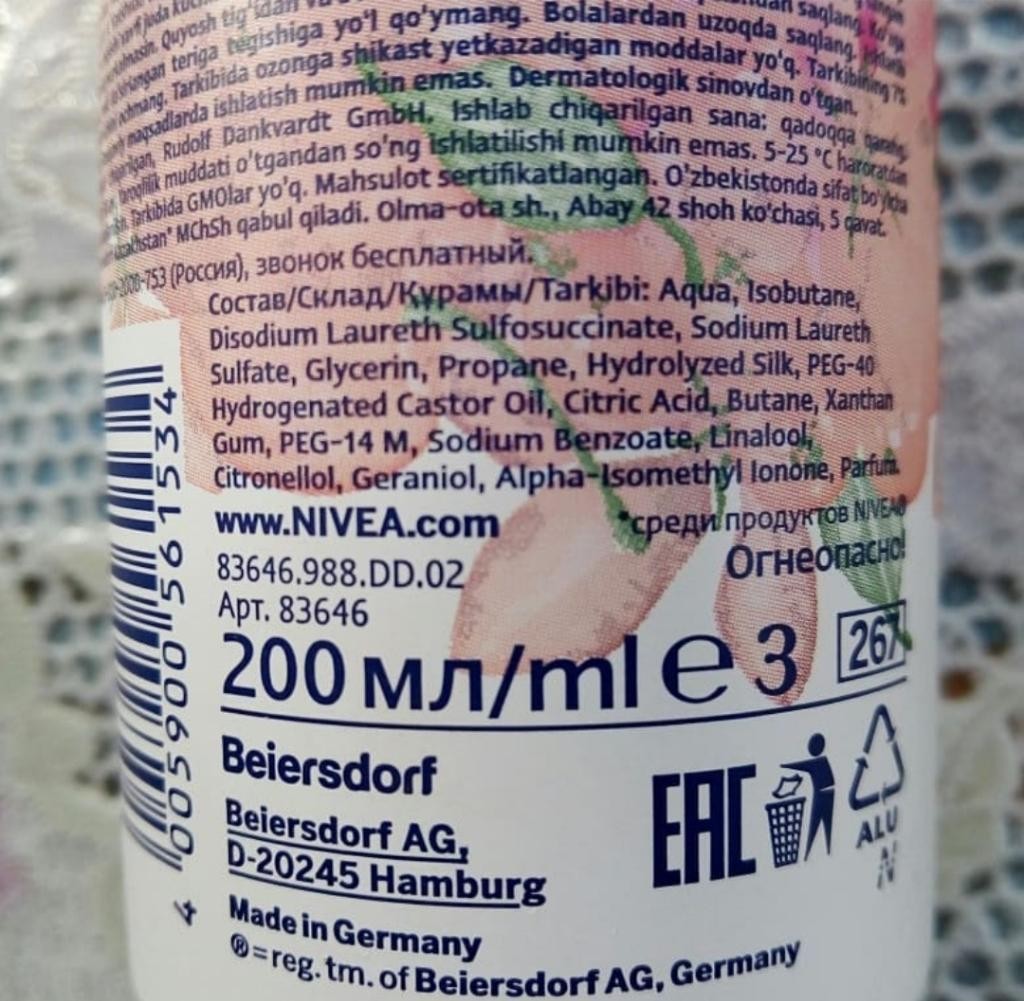 saqlang.
Quyosh
teriga tegishiga yo'l qo'ymang. Bolalardan uzoqda saqlang.
Tarkibida ozonga shikast yetkazadigan moddalar yo'q. Tarkibining 7%
maqsadlarda ishlatish mumkin emas. Dermatologik sinovdan o'tgan.
Rudolf Dankvardt GmbH. Ishlab chiqarilgan sana: qadoqqa qarang.
Yaroqlilik muddati o'tgandan so'ng ishlatilishi mumkin emas. 5-25 °C haroratdan
Tarkibida GMOlar yo'q. Mahsulot sertifikatlangan. O'zbekistonda sifat bo'yicha
MChSh qabul qiladi. Olma-ota sh., Abay 42 shoh ko'chasi, 5 qavat.
(Россия), звонок бесплатный.
Состав/Склад/Құрамы/Tarkibi: Aqua, Isobutane,
Disodium Laureth Sulfosuccinate, Sodium Laureth
Sulfate, Glycerin, Propane, Hydrolyzed Silk, PEG-40
Hydrogenated Castor Oil, Citric Acid, Butane, Xanthan
Gum, PEG-14 M, Sodium Benzoate, Linalool,
Citronellol, Geraniol, Alpha-Isomethyl Ionone, Parfum.
www.NIVEA.com
*среди продуктов NIVEA®
83646.988.DD.02
Огнеопасно!
Арт. 83646
200 мл/ml e 3 267
4 005900 561534
Beiersdorf
Beiersdorf AG,
D-20245 Hamburg
EAC
ALU
N
Made in Germany
®=reg. tm. of Beiersdorf AG, Germany